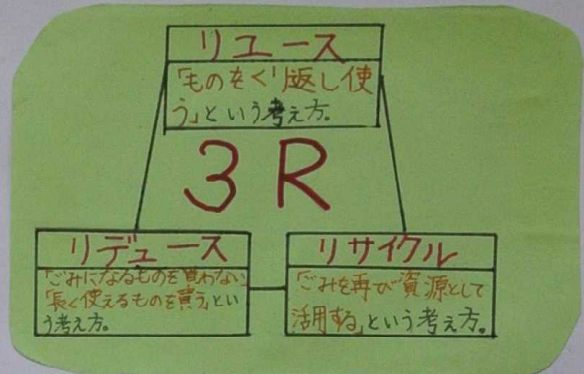 リユース
「ものをくり返し使
う」という考え方。
3R
リデュース
「ごみになるものを買わない」
「長く使えるものを買う」とい
う考え方。
リサイクル
「ごみを再び資源として
活用する」という考え方。